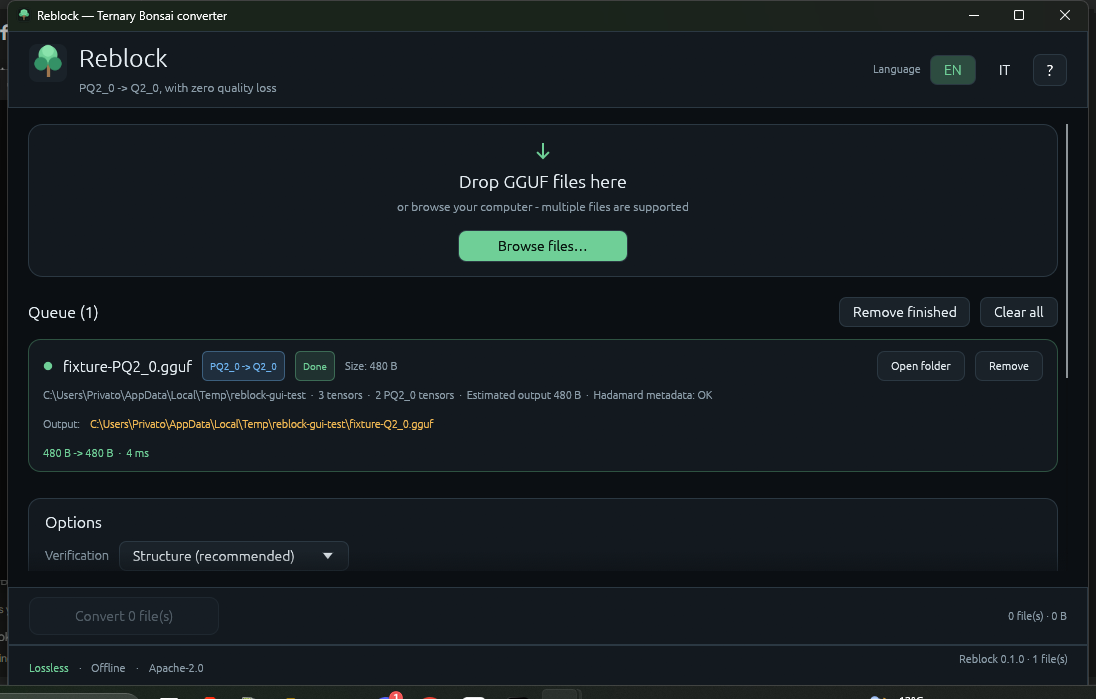 Reblock — Ternary Bonsai converter
Reblock
PQ2_0 -> Q2_0, with zero quality loss
Language EN IT ?
Drop GGUF files here
or browse your computer - multiple files are supported
Browse files…
Queue (1) Remove finished Clear all
fixture-PQ2_0.gguf PQ2_0 -> Q2_0 Done Size: 480 B Open folder Remove
C:\Users\Privato\AppData\Local\Temp\reblock-gui-test · 3 tensors · 2 PQ2_0 tensors · Estimated output 480 B · Hadamard metadata: OK
Output: C:\Users\Privato\AppData\Local\Temp\reblock-gui-test\fixture-Q2_0.gguf
480 B -> 480 B · 4 ms
Options
Verification Structure (recommended)
Convert 0 file(s) 0 file(s) · 0 B
Lossless · Offline · Apache-2.0 Reblock 0.1.0 · 1 file(s)
1